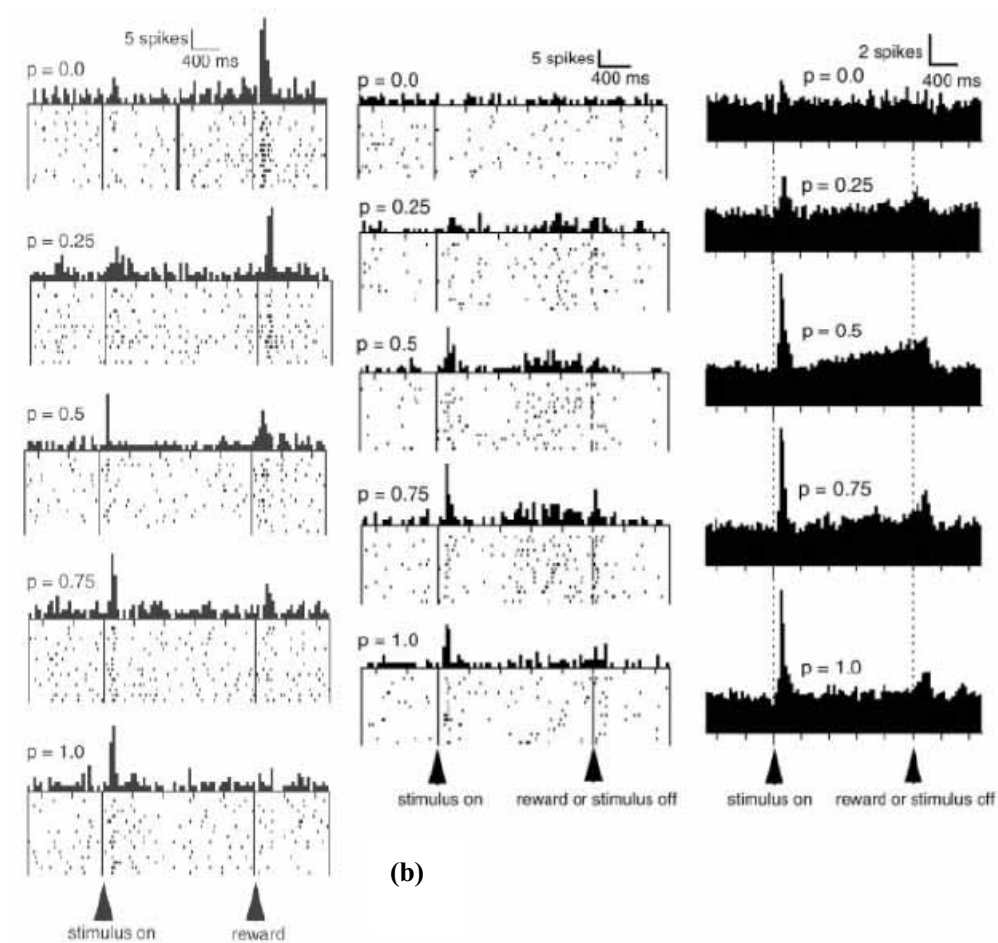 5 spikes
400 ms
p = 0.0
p = 0.25
p = 0.5
p = 0.75
p = 1.0
stimulus on
reward
5 spikes
400 ms
p = 0.0
p = 0.25
p = 0.5
p = 0.75
p = 1.0
stimulus on
reward or stimulus off
(b)
2 spikes
400 ms
p = 0.0
p = 0.25
p = 0.5
p = 0.75
p = 1.0
stimulus on
reward or stimulus off